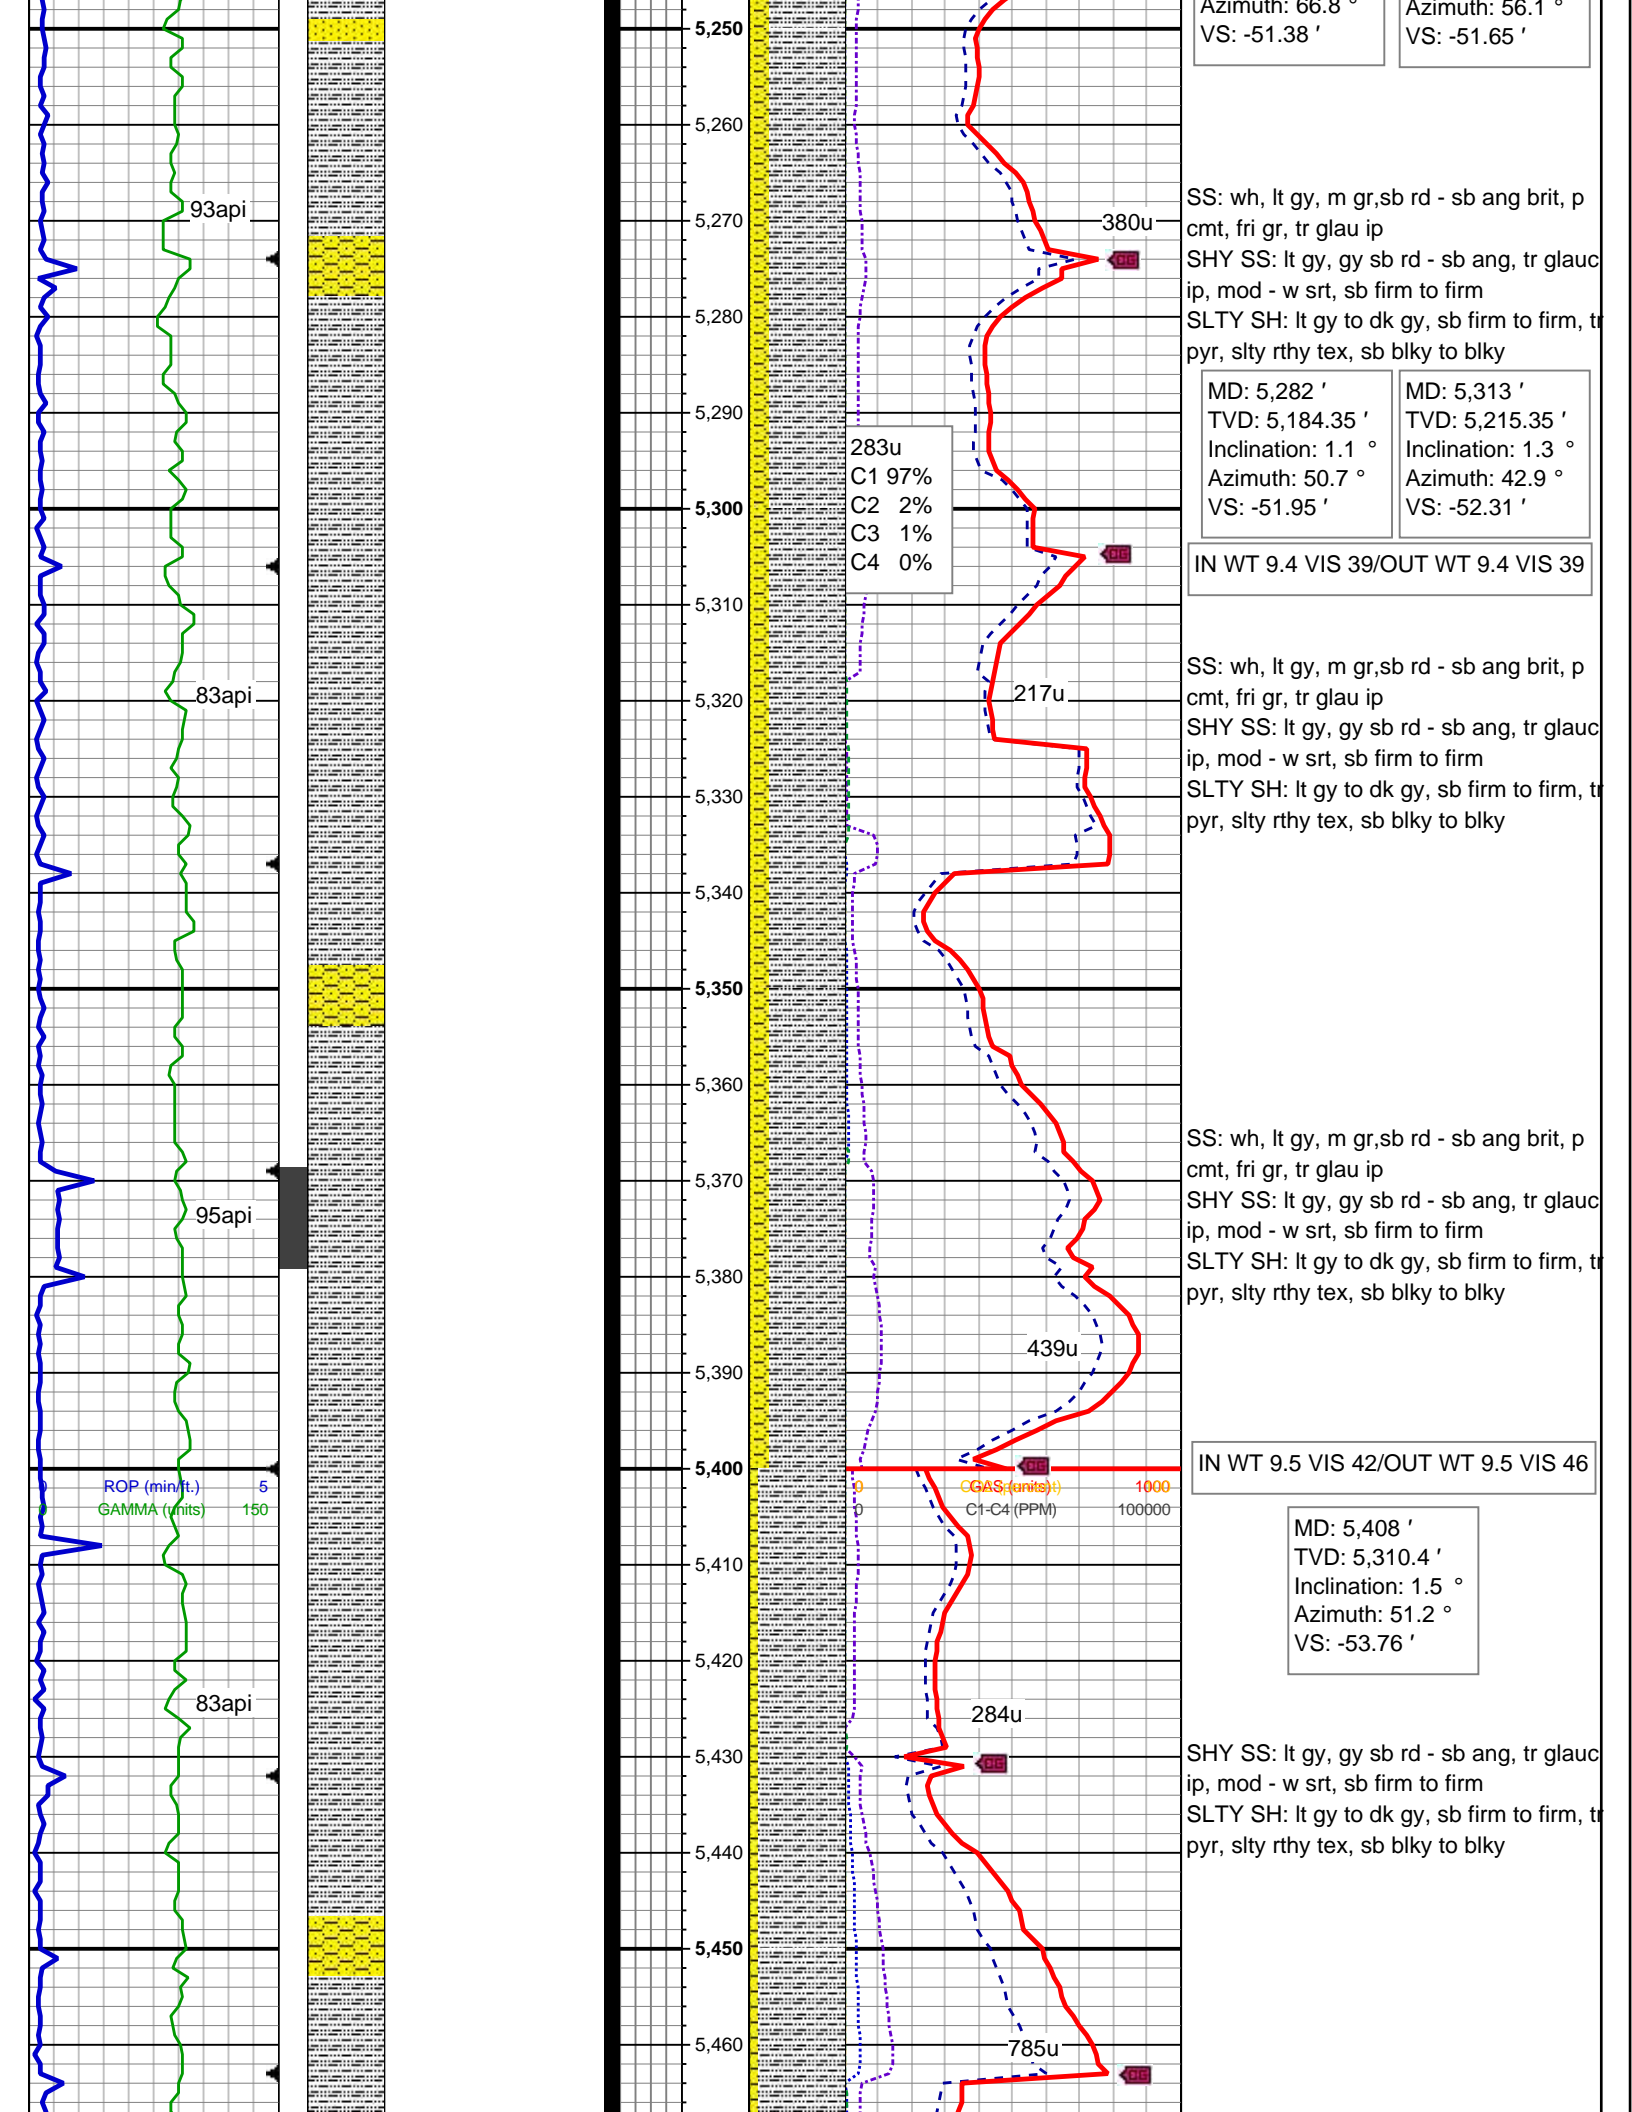 Azimuth: 66.8 °
VS: -51.38 '
Azimuth: 56.1 °
VS: -51.65 '
5,250
5,260
93api
5,270
380u
CG
SS: wh, lt gy, m gr,sb rd - sb ang brit, p
cmt, fri gr, tr glau ip
SHY SS: lt gy, gy sb rd - sb ang, tr glauc
ip, mod - w srt, sb firm to firm
SLTY SH: lt gy to dk gy, sb firm to firm, tr
pyr, slty rthy tex, sb blky to blky
5,280
5,290
MD: 5,282 '
TVD: 5,184.35 '
Inclination: 1.1 °
Azimuth: 50.7 °
VS: -51.95 '
MD: 5,313 '
TVD: 5,215.35 '
Inclination: 1.3 °
Azimuth: 42.9 °
VS: -52.31 '
283u
C1 97%
C2 2%
C3 1%
C4 0%
5,300
CG
IN WT 9.4 VIS 39/OUT WT 9.4 VIS 39
5,310
83api
5,320
217u
SS: wh, lt gy, m gr,sb rd - sb ang brit, p
cmt, fri gr, tr glau ip
SHY SS: lt gy, gy sb rd - sb ang, tr glauc
ip, mod - w srt, sb firm to firm
SLTY SH: lt gy to dk gy, sb firm to firm, tr
pyr, slty rthy tex, sb blky to blky
5,330
5,340
5,350
5,360
5,370
95api
SS: wh, lt gy, m gr,sb rd - sb ang brit, p
cmt, fri gr, tr glau ip
SHY SS: lt gy, gy sb rd - sb ang, tr glauc
ip, mod - w srt, sb firm to firm
SLTY SH: lt gy to dk gy, sb firm to firm, tr
pyr, slty rthy tex, sb blky to blky
5,380
439u
5,390
5,400
CG
IN WT 9.5 VIS 42/OUT WT 9.5 VIS 46
0 ROP (min/ft.) 5
0 GAMMA (units) 150
0 GAS (units) 1000
0 C1-C4 (PPM) 100000
MD: 5,408 '
TVD: 5,310.4 '
Inclination: 1.5 °
Azimuth: 51.2 °
VS: -53.76 '
5,410
5,420
83api
284u
5,430
CG
SHY SS: lt gy, gy sb rd - sb ang, tr glauc
ip, mod - w srt, sb firm to firm
SLTY SH: lt gy to dk gy, sb firm to firm, tr
pyr, slty rthy tex, sb blky to blky
5,440
5,450
5,460
785u
CG